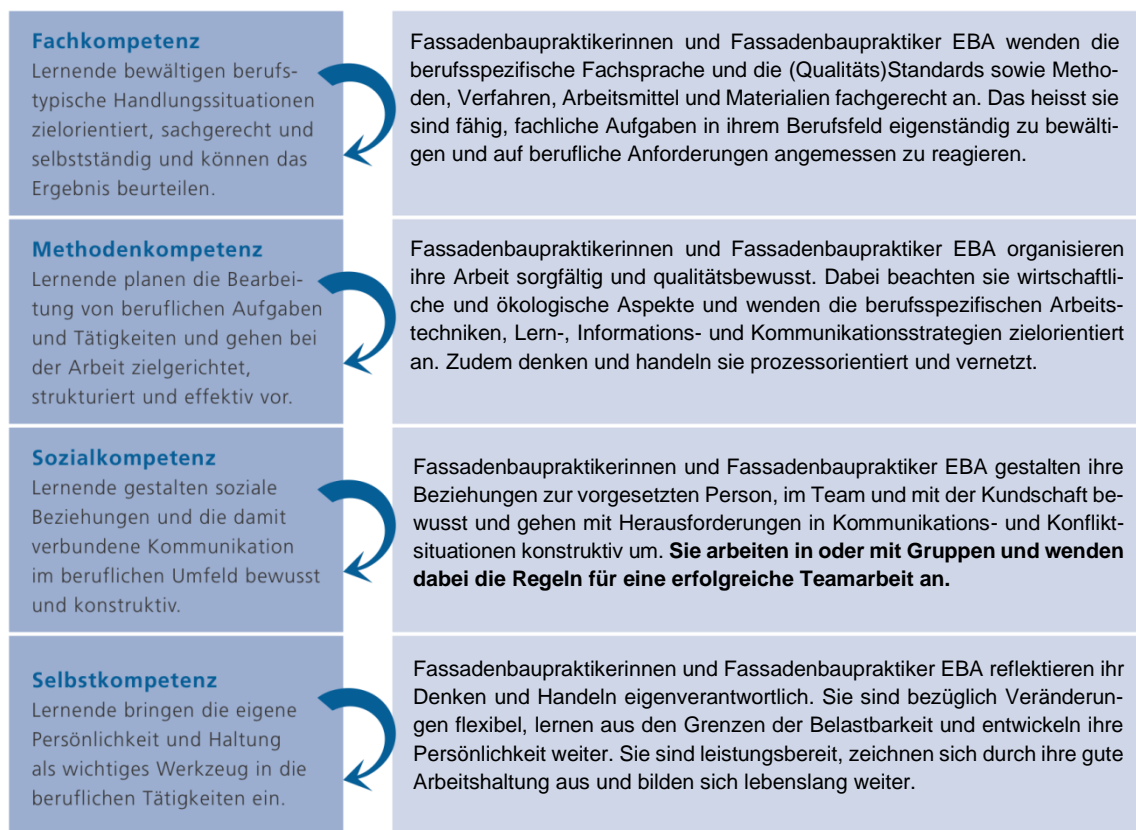 Fachkompetenz
Lernende bewältigen berufs-
typische Handlungssituationen
zielorientiert, sachgerecht und
selbstständig und können das
Ergebnis beurteilen.
Fassadenbaupraktikerinnen und Fassadenbaupraktiker EBA wenden die
berufsspezifische Fachsprache und die (Qualitäts)Standards sowie Metho-
den, Verfahren, Arbeitsmittel und Materialien fachgerecht an. Das heisst sie
sind fähig, fachliche Aufgaben in ihrem Berufsfeld eigenständig zu bewälti-
gen und auf berufliche Anforderungen angemessen zu reagieren.
Methodenkompetenz
Lernende planen die Bearbei-
tung von beruflichen Aufgaben
und Tätigkeiten und gehen bei
der Arbeit zielgerichtet,
strukturiert und effektiv vor.
Fassadenbaupraktikerinnen und Fassadenbaupraktiker EBA organisieren
ihre Arbeit sorgfältig und qualitätsbewusst. Dabei beachten sie wirtschaftli-
che und ökologische Aspekte und wenden die berufsspezifischen Arbeits-
techniken, Lern-, Informations- und Kommunikationsstrategien zielorientiert
an. Zudem denken und handeln sie prozessorientiert und vernetzt.
Sozialkompetenz
Lernende gestalten soziale
Beziehungen und die damit
verbundene Kommunikation
im beruflichen Umfeld bewusst
und konstruktiv.
Fassadenbaupraktikerinnen und Fassadenbaupraktiker EBA gestalten ihre
Beziehungen zur vorgesetzten Person, im Team und mit der Kundschaft be-
wusst und gehen mit Herausforderungen in Kommunikations- und Konflikt-
situationen konstruktiv um. Sie arbeiten in oder mit Gruppen und wenden
dabei die Regeln für eine erfolgreiche Teamarbeit an.
Selbstkompetenz
Lernende bringen die eigene
Persönlichkeit und Haltung
als wichtiges Werkzeug in die
beruflichen Tätigkeiten ein.
Fassadenbaupraktikerinnen und Fassadenbaupraktiker EBA reflektieren ihr
Denken und Handeln eigenverantwortlich. Sie sind bezüglich Veränderun-
gen flexibel, lernen aus den Grenzen der Belastbarkeit und entwickeln ihre
Persönlichkeit weiter. Sie sind leistungsbereit, zeichnen sich durch ihre gute
Arbeitshaltung aus und bilden sich lebenslang weiter.